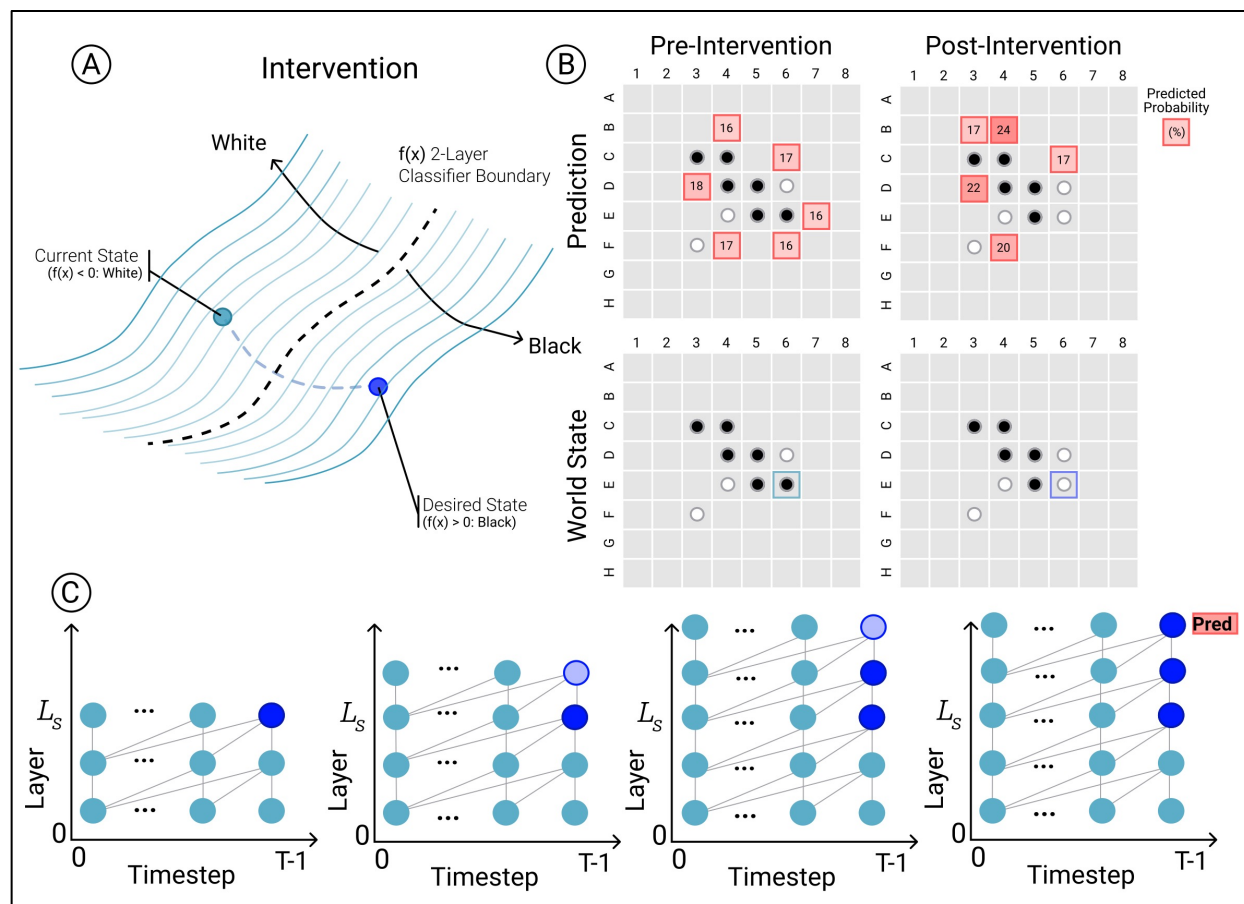 A
Intervention
White
f(x) 2-Layer
Classifier Boundary
Current State
(f(x) < 0: White)
Black
Desired State
(f(x) > 0: Black)
B
Pre-Intervention
Post-Intervention
Prediction
1 2 3 4 5 6 7 8
A
B 16
C 17
D 18
E 16
F 17 16
G
H
1 2 3 4 5 6 7 8
A
B 17 24
C 17
D 22
E
F 20
G
H
Predicted
Probability
(%)
World State
1 2 3 4 5 6 7 8
A
B
C
D
E
F
G
H
1 2 3 4 5 6 7 8
A
B
C
D
E
F
G
H
C
...
L_S ...
Layer
...
...
0
0 T-1
Timestep
...
L_S ...
Layer
...
...
0
0 T-1
Timestep
...
...
L_S ...
Layer
...
...
0
0 T-1
Timestep
... Pred
...
L_S ...
Layer
...
...
0
0 T-1
Timestep